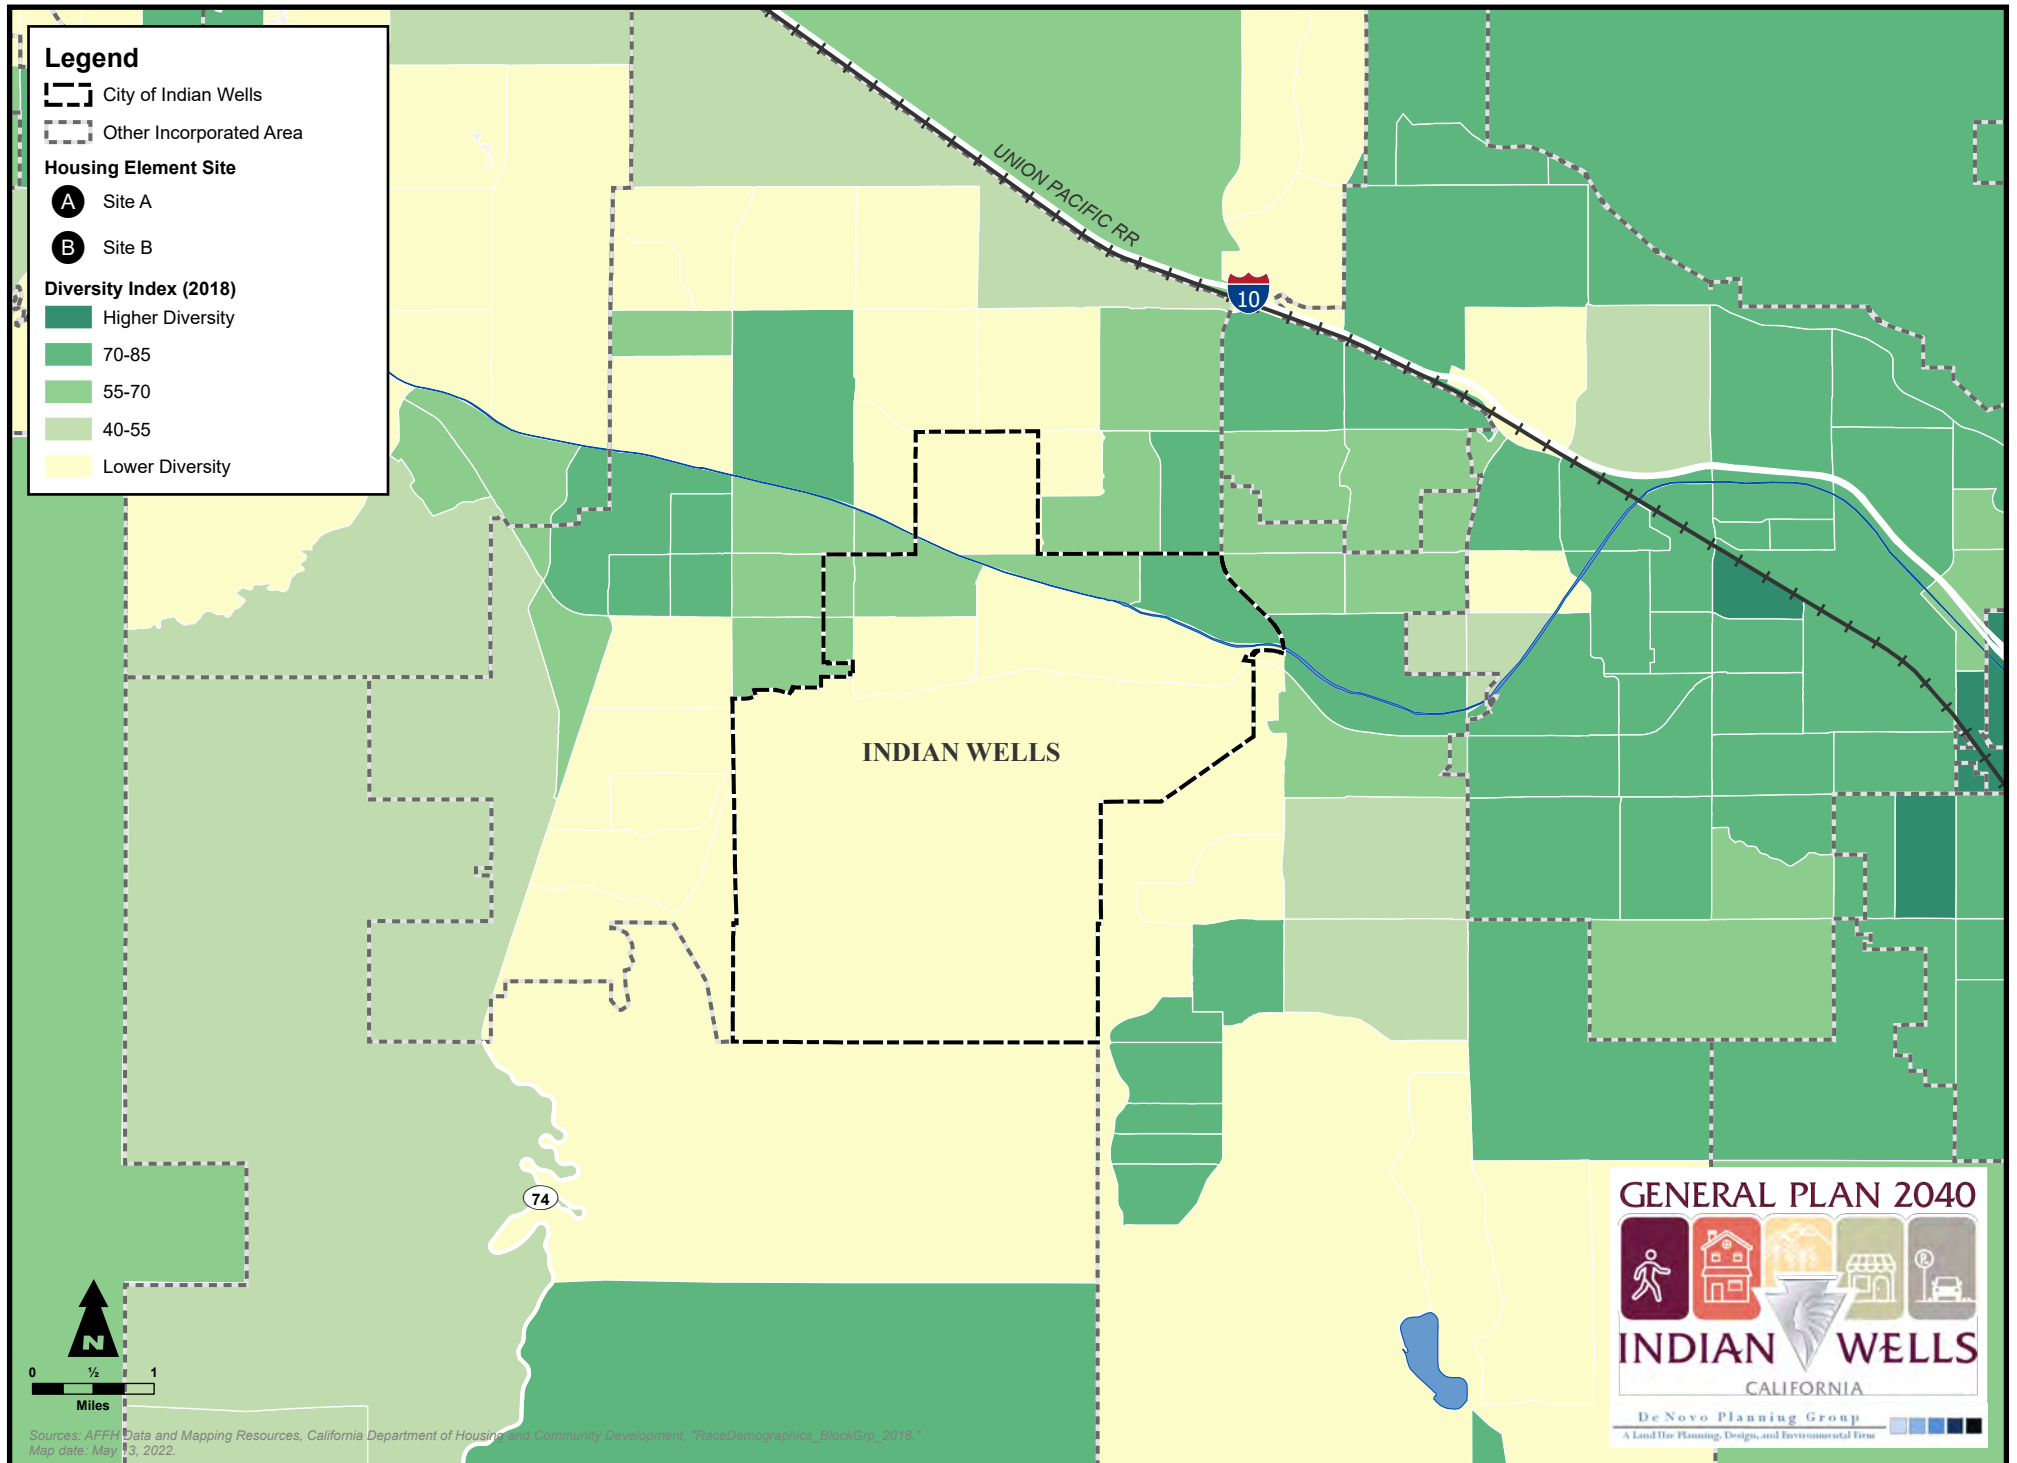 Legend
City of Indian Wells
Other Incorporated Area
Housing Element Site
A Site A
B Site B
Diversity Index (2018)
Higher Diversity
70-85
55-70
40-55
Lower Diversity
UNION PACIFIC RR
10
INDIAN WELLS
74
N
0 ½ 1
Miles
Sources: AFFH Data and Mapping Resources, California Department of Housing and Community Development, "RaceDemographics_BlockGrp_2018."
Map date: May 13, 2022.
GENERAL PLAN 2040
INDIAN WELLS
CALIFORNIA
De Novo Planning Group
A Land Use Planning, Design, and Environmental Firm